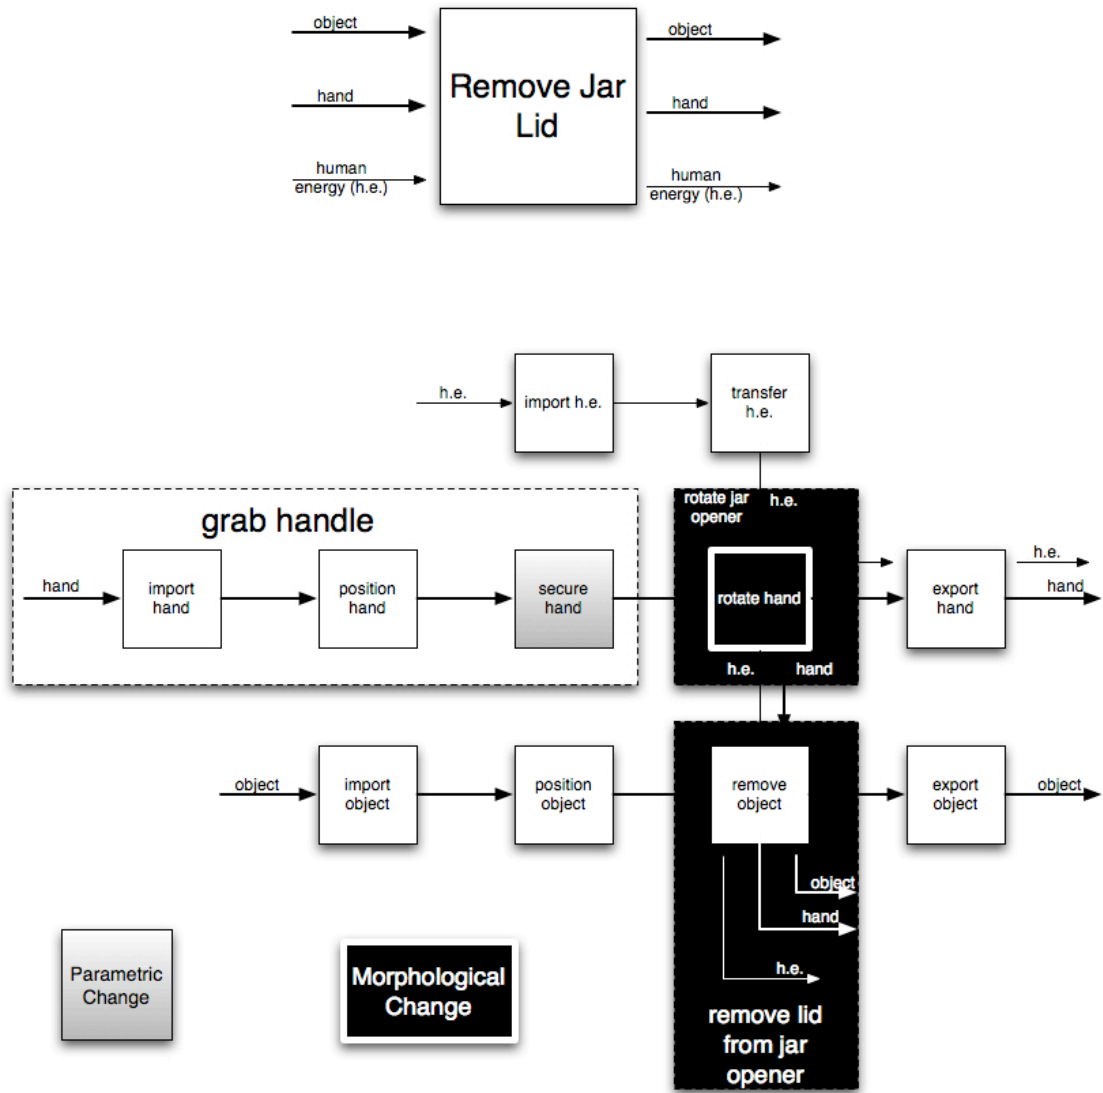 object
object
Remove Jar
Lid
hand
hand
human
energy (h.e.)
human
energy (h.e.)
h.e.
import h.e.
transfer
h.e.
grab handle
rotate jar
opener
h.e.
hand
import
hand
position
hand
secure
hand
rotate hand
export
hand
h.e.
hand
h.e.
hand
object
import
object
position
object
remove
object
export
object
object
object
hand
h.e.
remove lid
from jar
opener
Parametric
Change
Morphological
Change